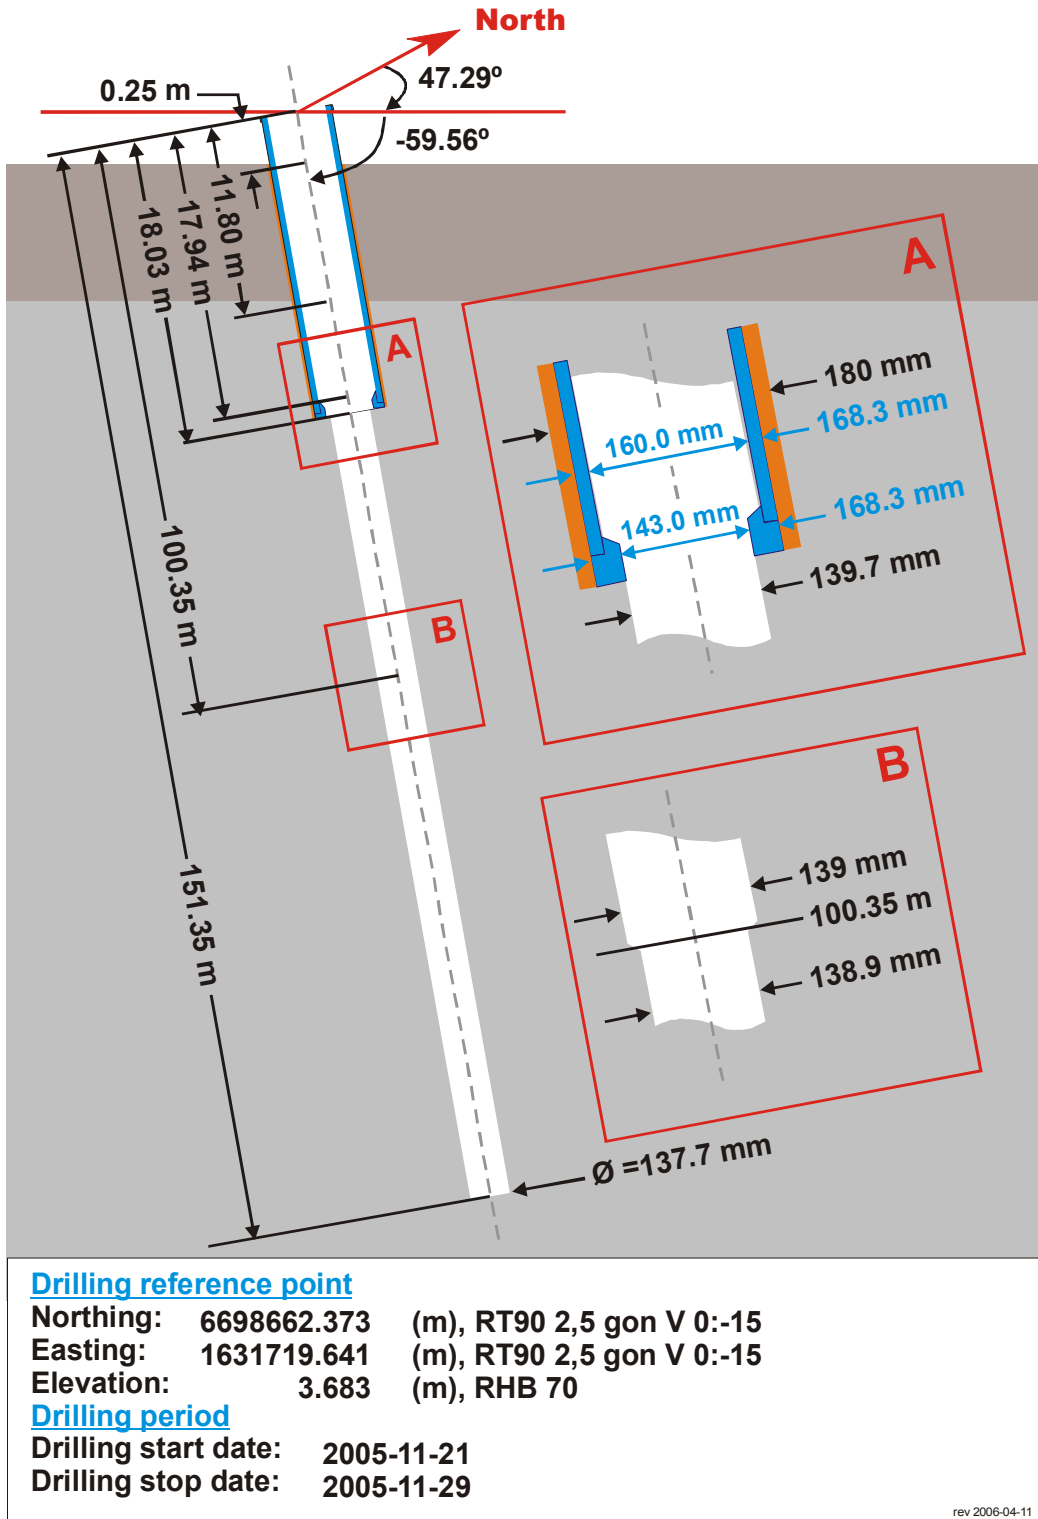 North
47.29º
0.25 m
-59.56º
11.80 m
17.94 m
18.03 m
A
100.35 m
B
151.35 m
A
180 mm
168.3 mm
160.0 mm
168.3 mm
143.0 mm
139.7 mm
B
139 mm
100.35 m
138.9 mm
Ø =137.7 mm
Drilling reference point
Northing: 6698662.373 (m), RT90 2,5 gon V 0:-15
Easting: 1631719.641 (m), RT90 2,5 gon V 0:-15
Elevation: 3.683 (m), RHB 70
Drilling period
Drilling start date: 2005-11-21
Drilling stop date: 2005-11-29
rev 2006-04-11